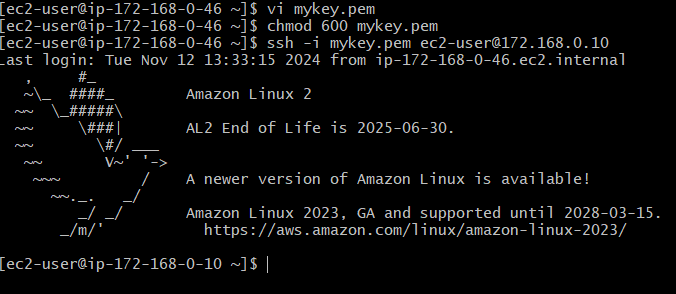 [ec2-user@ip-172-168-0-46 ~]$ vi mykey.pem
[ec2-user@ip-172-168-0-46 ~]$ chmod 600 mykey.pem
[ec2-user@ip-172-168-0-46 ~]$ ssh -i mykey.pem ec2-user@172.168.0.10
Last login: Tue Nov 12 13:33:15 2024 from ip-172-168-0-46.ec2.internal
   ,     #_
   ~\_  ####_        Amazon Linux 2
  ~~  \_#####\
  ~~     \###|       AL2 End of Life is 2025-06-30.
  ~~       \#/ ___
   ~~       V~' '->
    ~~~         /    A newer version of Amazon Linux is available!
      ~~._.   _/
         _/ _/       Amazon Linux 2023, GA and supported until 2028-03-15.
       _/m/'           https://aws.amazon.com/linux/amazon-linux-2023/
[ec2-user@ip-172-168-0-10 ~]$